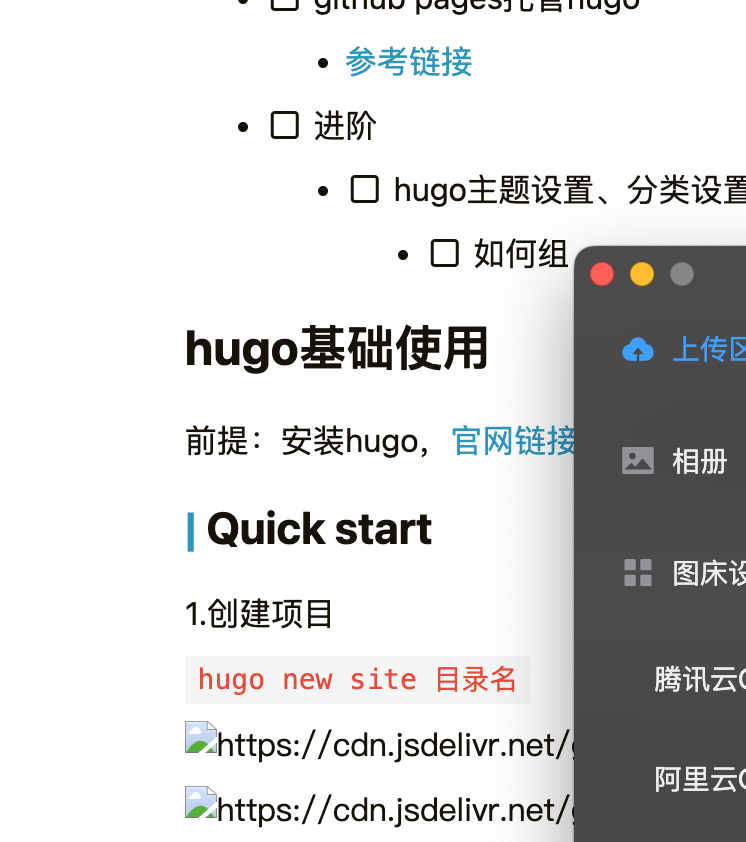 github pages托管hugo
参考链接
进阶
hugo主题设置、分类设置
如何组
hugo基础使用
前提：安装hugo，官网链接
Quick start
1.创建项目
hugo new site 目录名
https://cdn.jsdelivr.net/
https://cdn.jsdelivr.net/
上传区
相册
图床设
腾讯云
阿里云